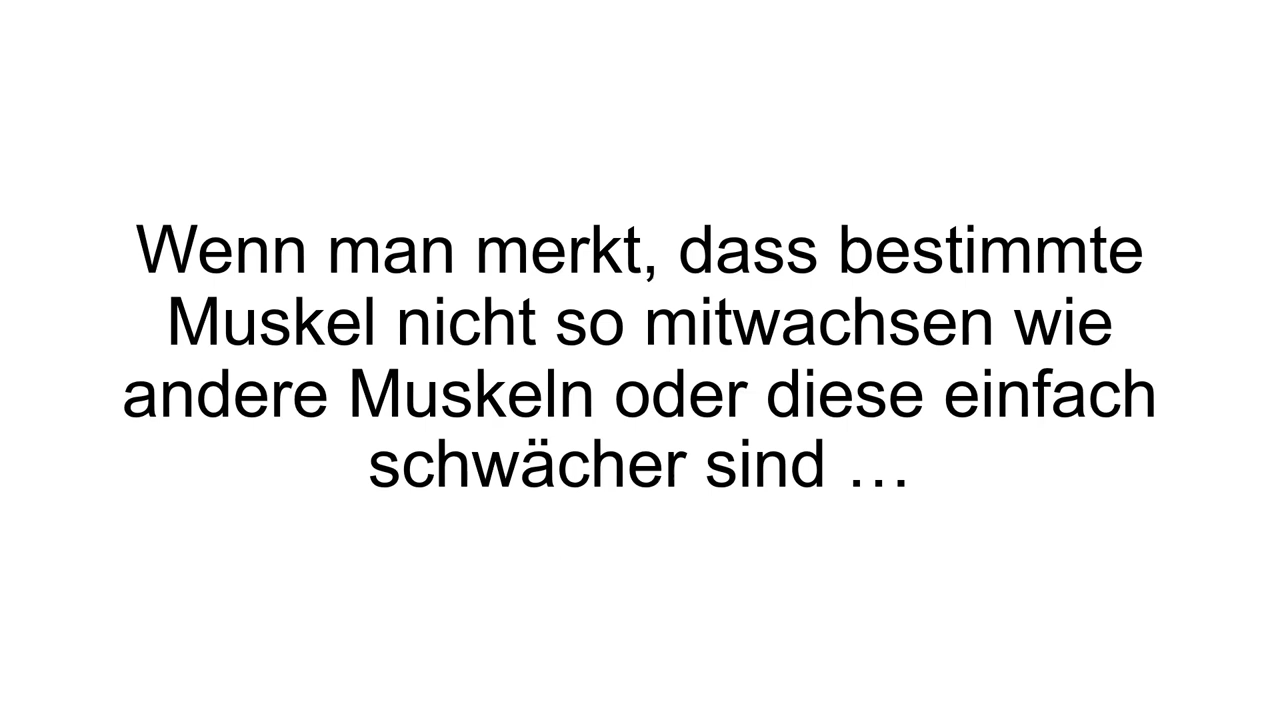 Wenn man merkt, dass bestimmte
Muskel nicht so mitwachsen wie
andere Muskeln oder diese einfach
schwächer sind …